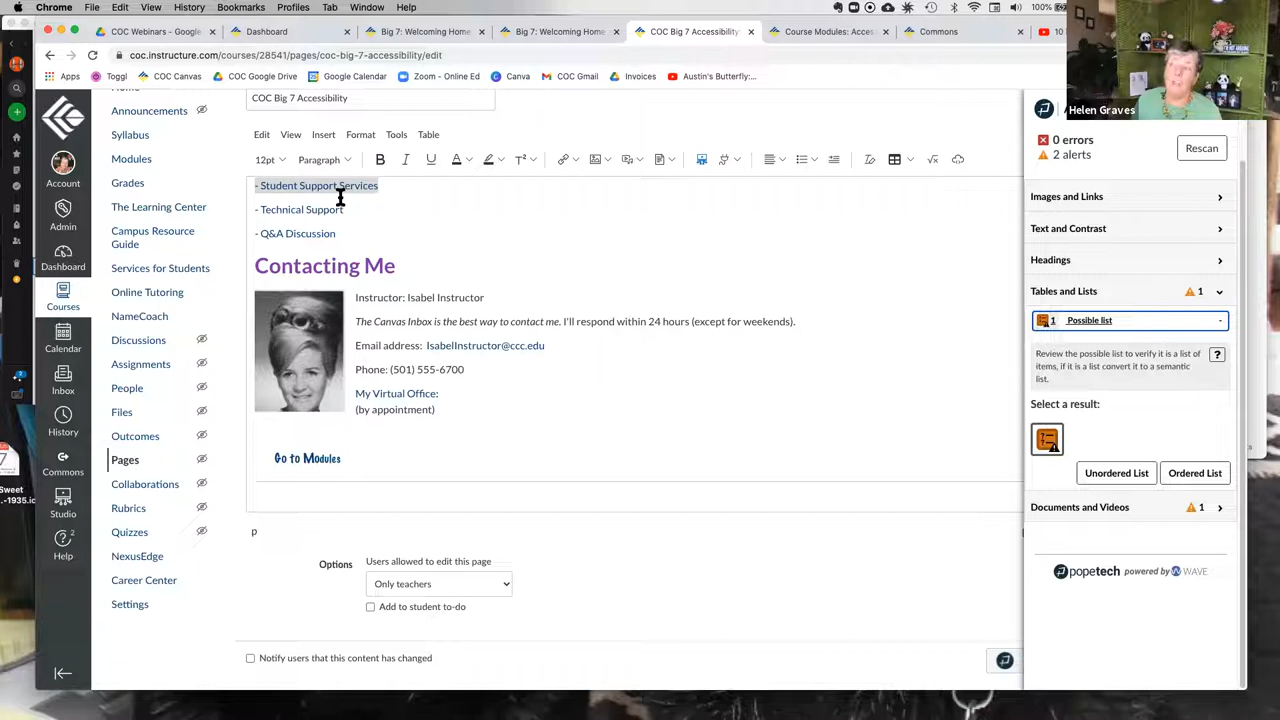 Chrome File Edit View History Bookmarks Profiles Tab Window Help 100%
COC Webinars - Google
Dashboard
Big 7: Welcoming Home
Big 7: Welcoming Home
COC Big 7 Accessibility
Course Modules: Acces
Commons
10
coc.instructure.com/courses/28541/pages/coc-big-7-accessibility/edit
Apps Toggl COC Canvas COC Google Drive Google Calendar Zoom - Online Ed Canva COC Gmail Invoices Austin's Butterfly:...
Helen Graves
Account
Admin
Dashboard
Courses
Calendar
Inbox
History
Commons
Studio
2
Help
Sweet
.-1935.ic
Home
Announcements
Syllabus
Modules
Grades
The Learning Center
Campus Resource
Guide
Services for Students
Online Tutoring
NameCoach
Discussions
Assignments
People
Files
Outcomes
Pages
Collaborations
Rubrics
Quizzes
NexusEdge
Career Center
Settings
COC Big 7 Accessibility
Edit View Insert Format Tools Table
12pt Paragraph B I U A T²
- Student Support Services
- Technical Support
- Q&A Discussion
Contacting Me
Instructor: Isabel Instructor
The Canvas Inbox is the best way to contact me. I'll respond within 24 hours (except for weekends).
Email address: IsabelInstructor@ccc.edu
Phone: (501) 555-6700
My Virtual Office:
(by appointment)
Go to Modules
p
Options
Users allowed to edit this page
Only teachers
Add to student to-do
Notify users that this content has changed
0 errors
2 alerts
Rescan
Images and Links
Text and Contrast
Headings
Tables and Lists 1
1 Possible list -
Review the possible list to verify it is a list of
items, if it is a list convert it to a semantic
list.
?
Select a result:
Unordered List
Ordered List
Documents and Videos 1
popetech powered by WAVE